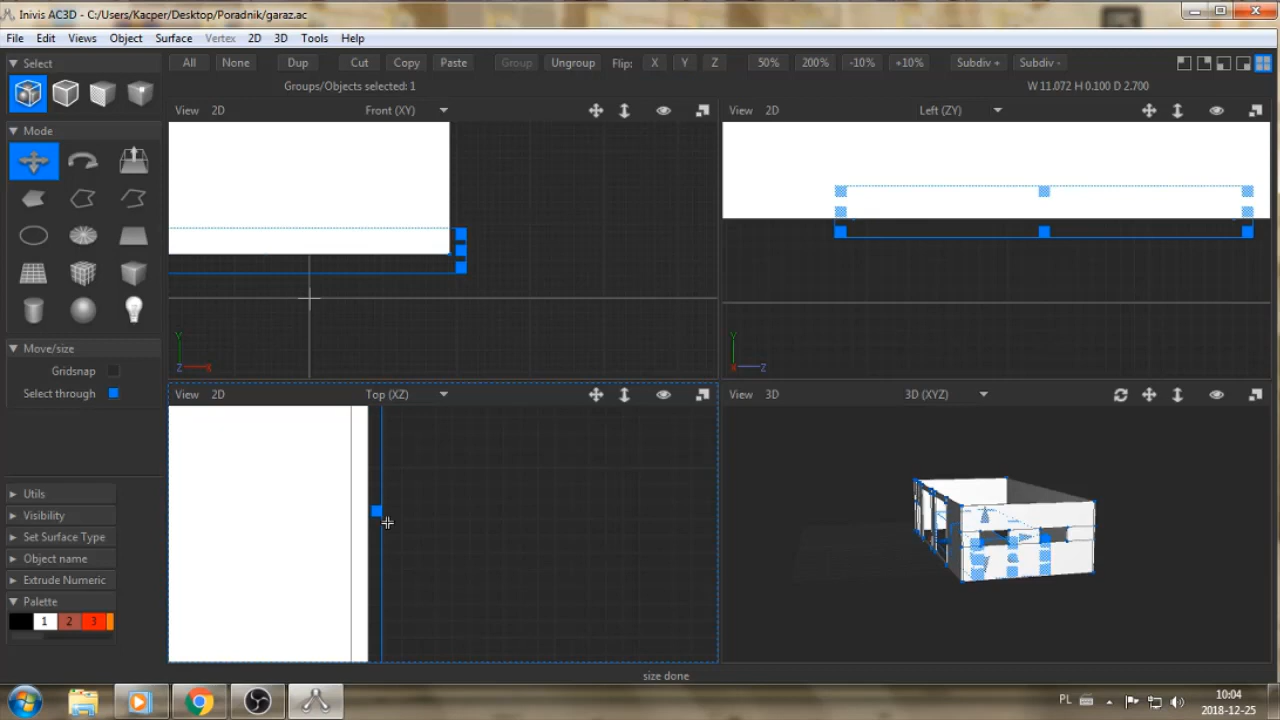 Inivis AC3D - C:/Users/Kacper/Desktop/Poradnik/garaz.ac
File Edit Views Object Surface Vertex 2D 3D Tools Help
Select
All None Dup Cut Copy Paste Group Ungroup Flip: X Y Z 50% 200% -10% +10% Subdiv + Subdiv -
Groups/Objects selected: 1
W 11.072 H 0.100 D 2.700
View 2D Front (XY)
View 2D Left (ZY)
Mode
Y
Z X
Y
X Z
Move/size
Gridsnap
Select through
View 2D Top (XZ)
View 3D 3D (XYZ)
Utils
Visibility
Set Surface Type
Object name
Extrude Numeric
Palette
1 2 3
size done
PL
10:04
2018-12-25